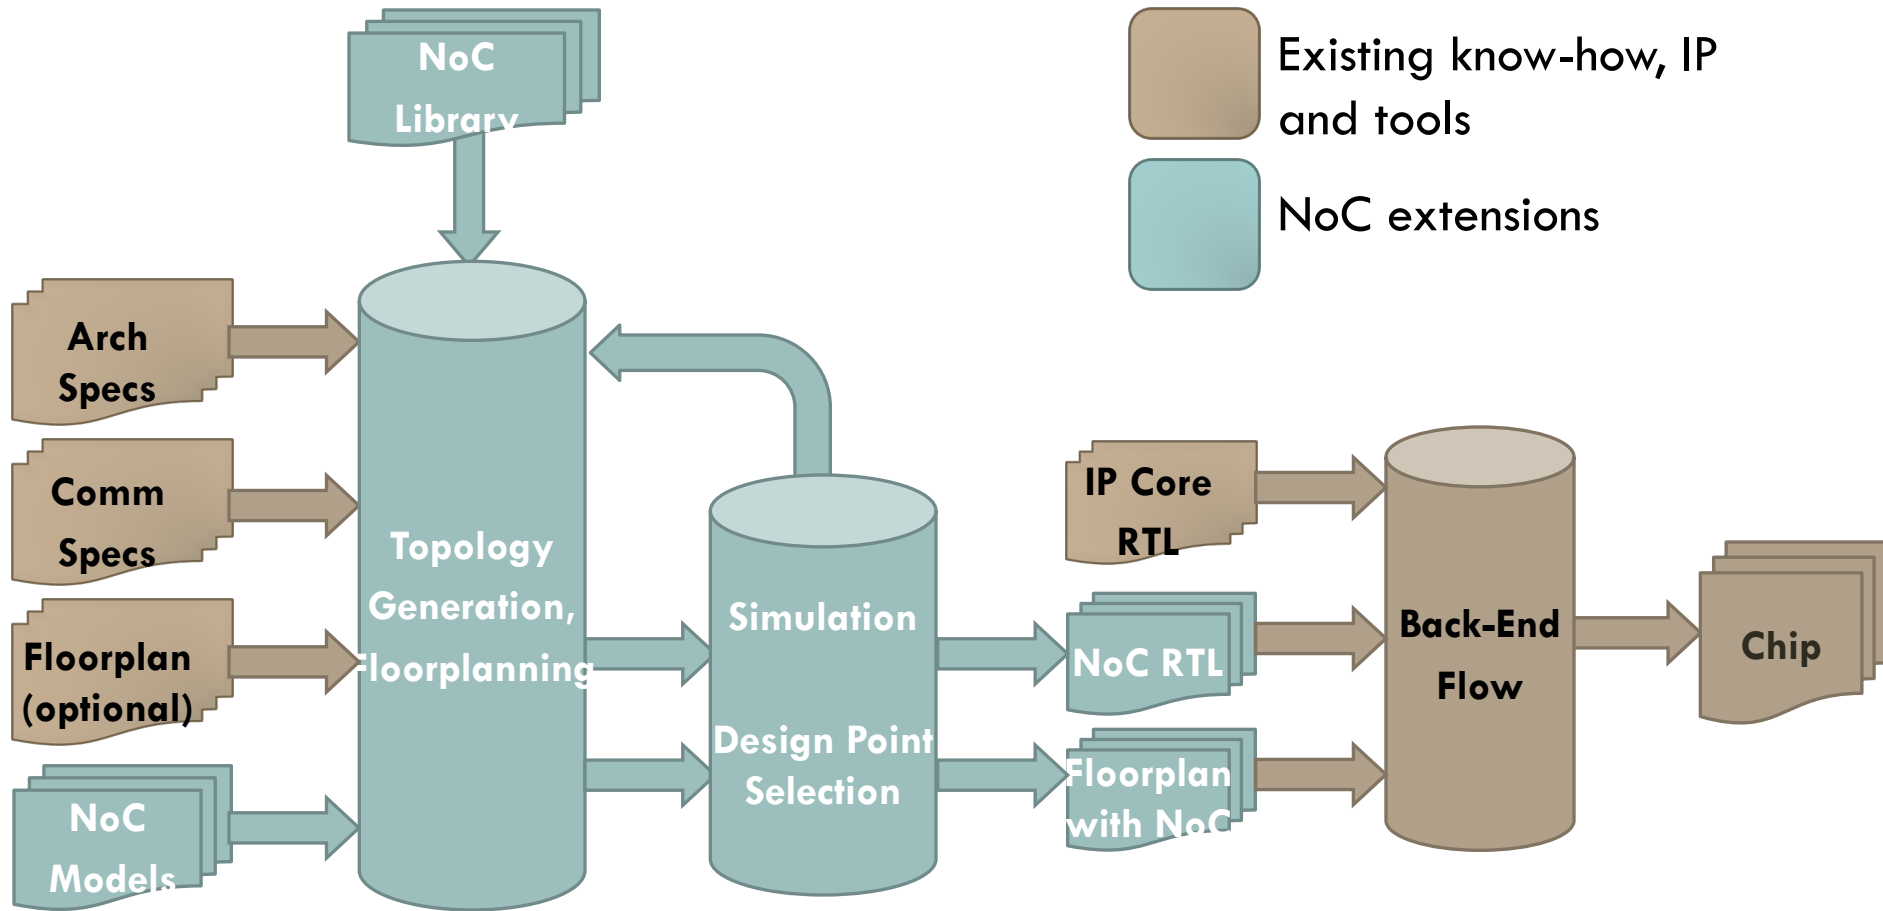 NoC
Library
Existing know-how, IP
and tools
NoC extensions
Arch
Specs
Comm
Specs
Floorplan
(optional)
NoC
Models
Topology
Generation,
Floorplanning
Simulation
Design Point
Selection
IP Core
RTL
NoC RTL
Floorplan
with NoC
Back-End
Flow
Chip